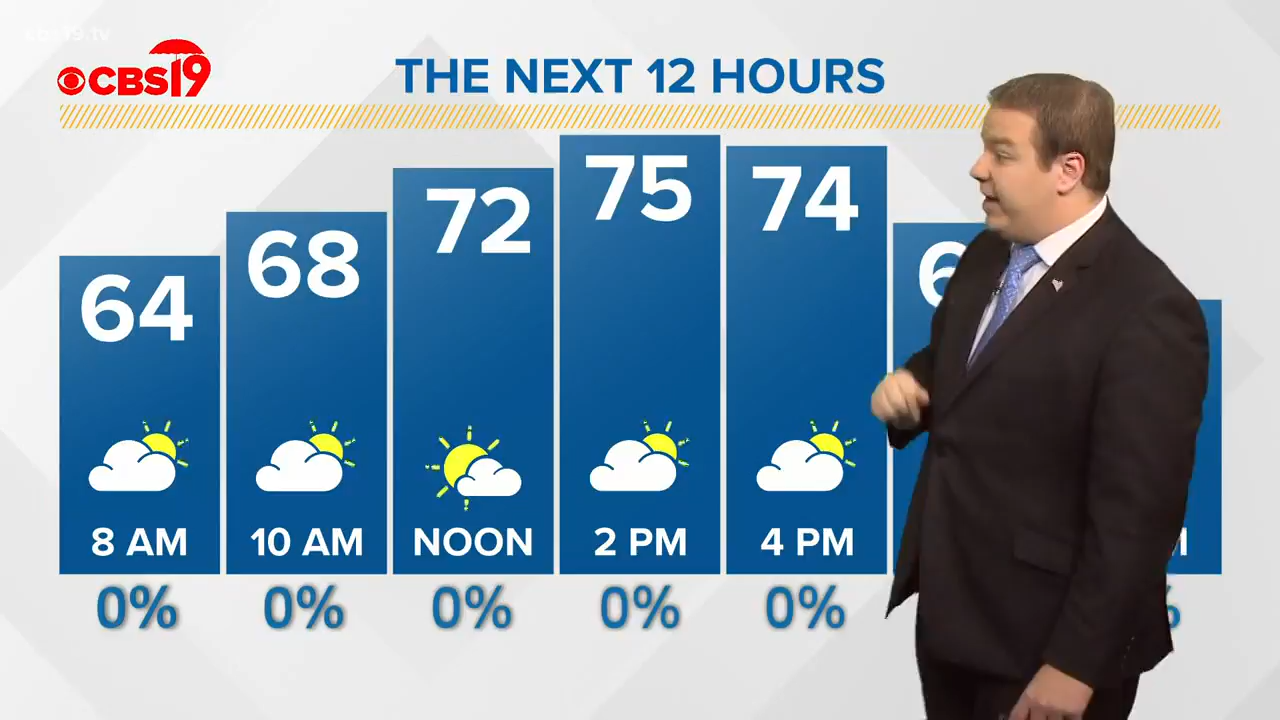 cbs19.tv
CBS19
THE NEXT 12 HOURS
64
68
72
75
74
8 AM
10 AM
NOON
2 PM
4 PM
0%
0%
0%
0%
0%